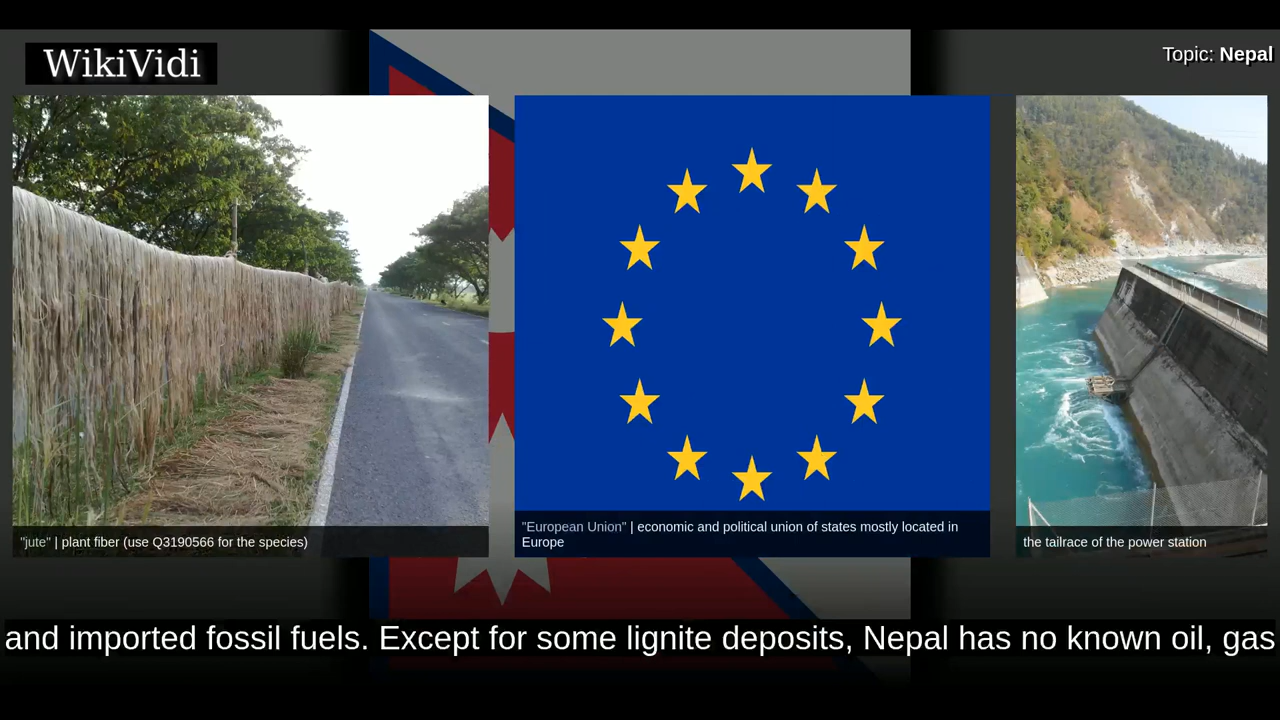 WikiVidi
Topic: Nepal
"jute" | plant fiber (use Q3190566 for the species)
"European Union" | economic and political union of states mostly located in
Europe
the tailrace of the power station
and imported fossil fuels. Except for some lignite deposits, Nepal has no known oil, gas